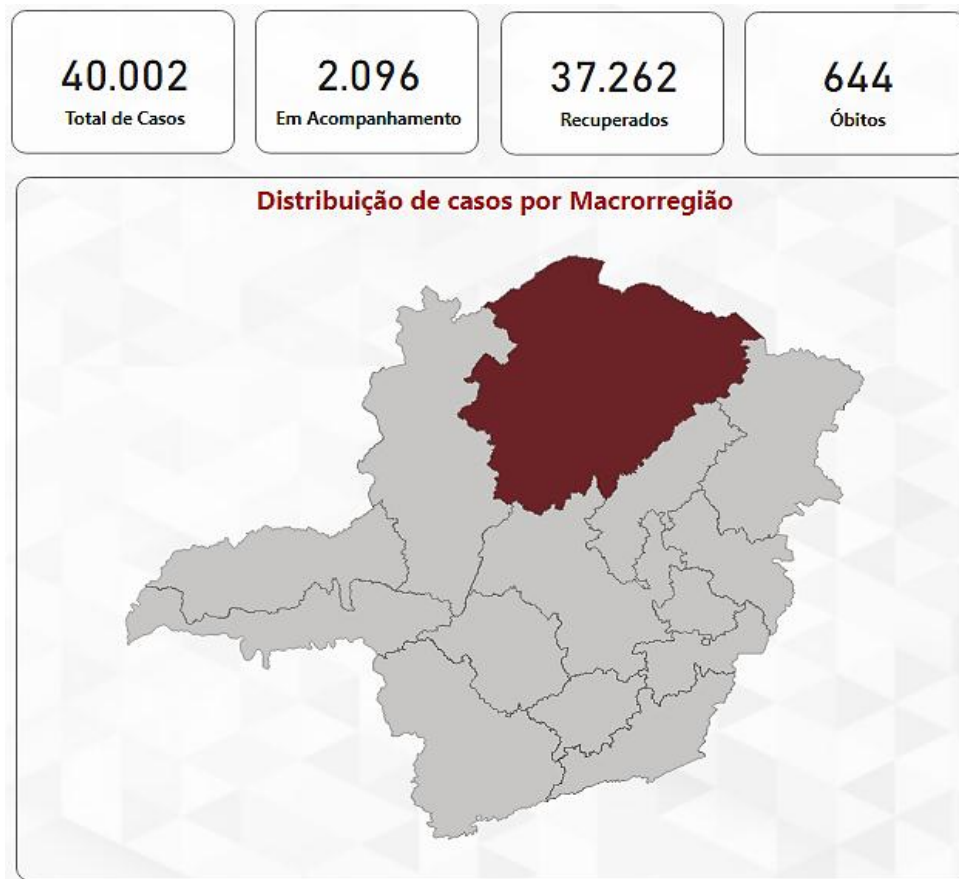 40.002
Total de Casos
2.096
Em Acompanhamento
37.262
Recuperados
644
Óbitos
Distribuição de casos por Macrorregião